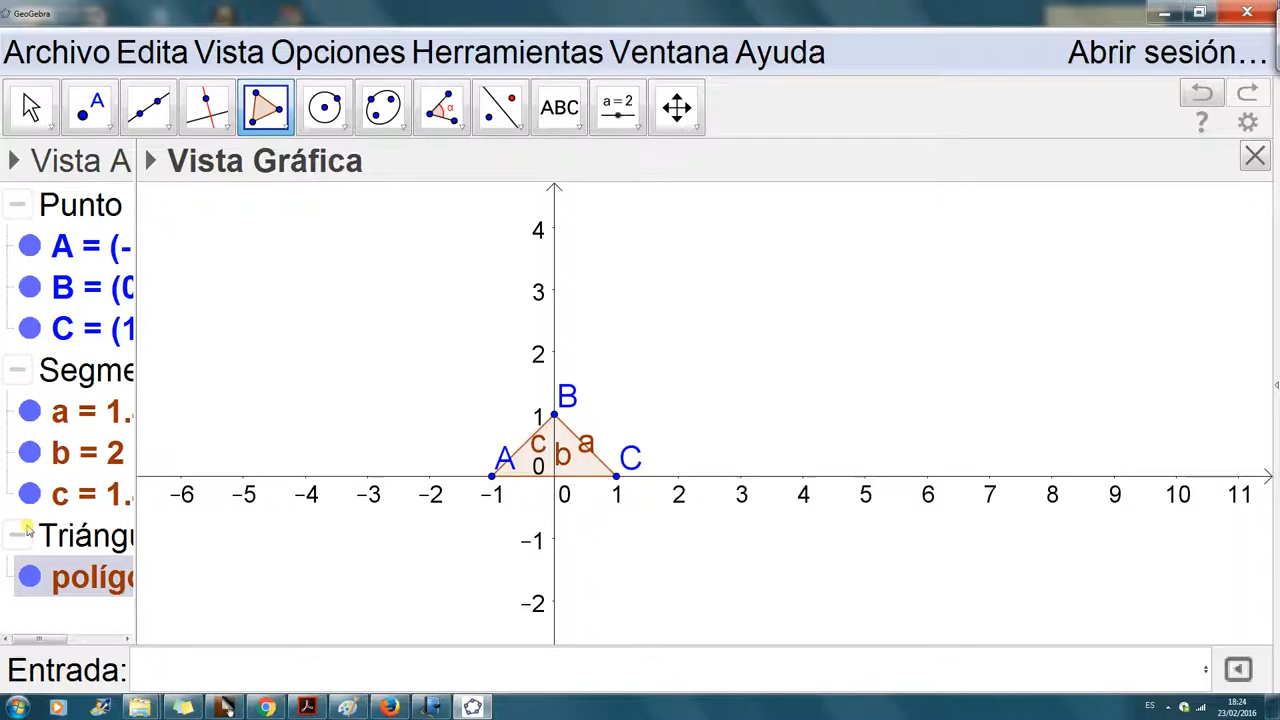 GeoGebra
Archivo Edita Vista Opciones Herramientas Ventana Ayuda Abrir sesión...
A α ABC a=2 ?
Vista A Vista Gráfica
Punto
A = (-
B = (0
C = (1
Segme
a = 1.
b = 2
c = 1.
Triángu
polígo
4
3
2
1 B
A c b a C
0
−6 −5 −4 −3 −2 −1 0 1 2 3 4 5 6 7 8 9 10 11
−1
−2
Entrada:
ES 18:24
23/02/2016